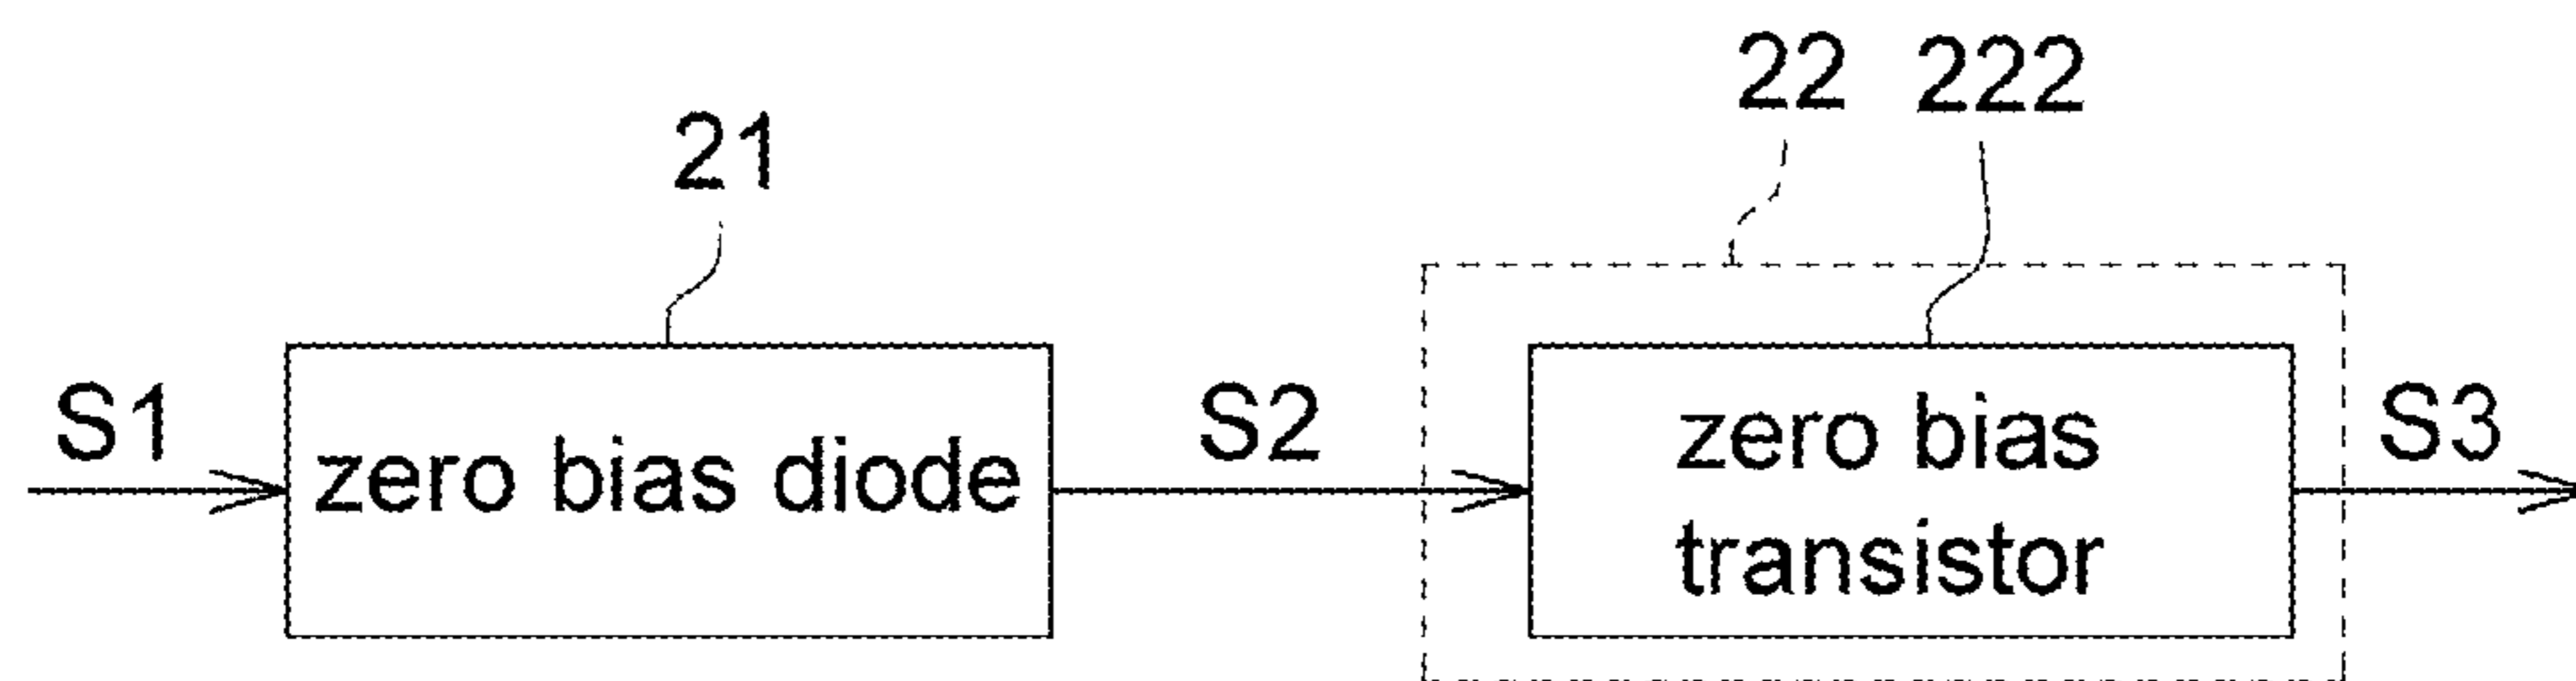 22 222
21
S1
zero bias diode
S2
zero bias
transistor
S3